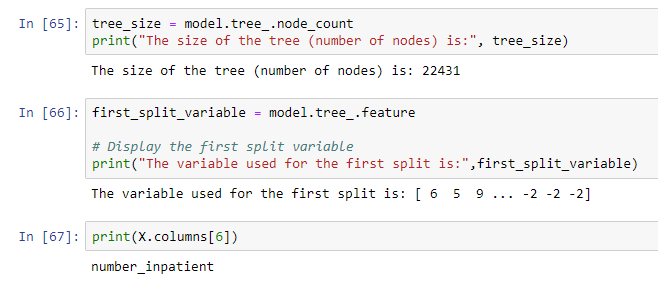 In [65]: tree_size = model.tree_.node_count
print("The size of the tree (number of nodes) is:", tree_size)
The size of the tree (number of nodes) is: 22431
In [66]: first_split_variable = model.tree_.feature
# Display the first split variable
print("The variable used for the first split is:",first_split_variable)
The variable used for the first split is: [ 6  5  9 ... -2 -2 -2]
In [67]: print(X.columns[6])
number_inpatient